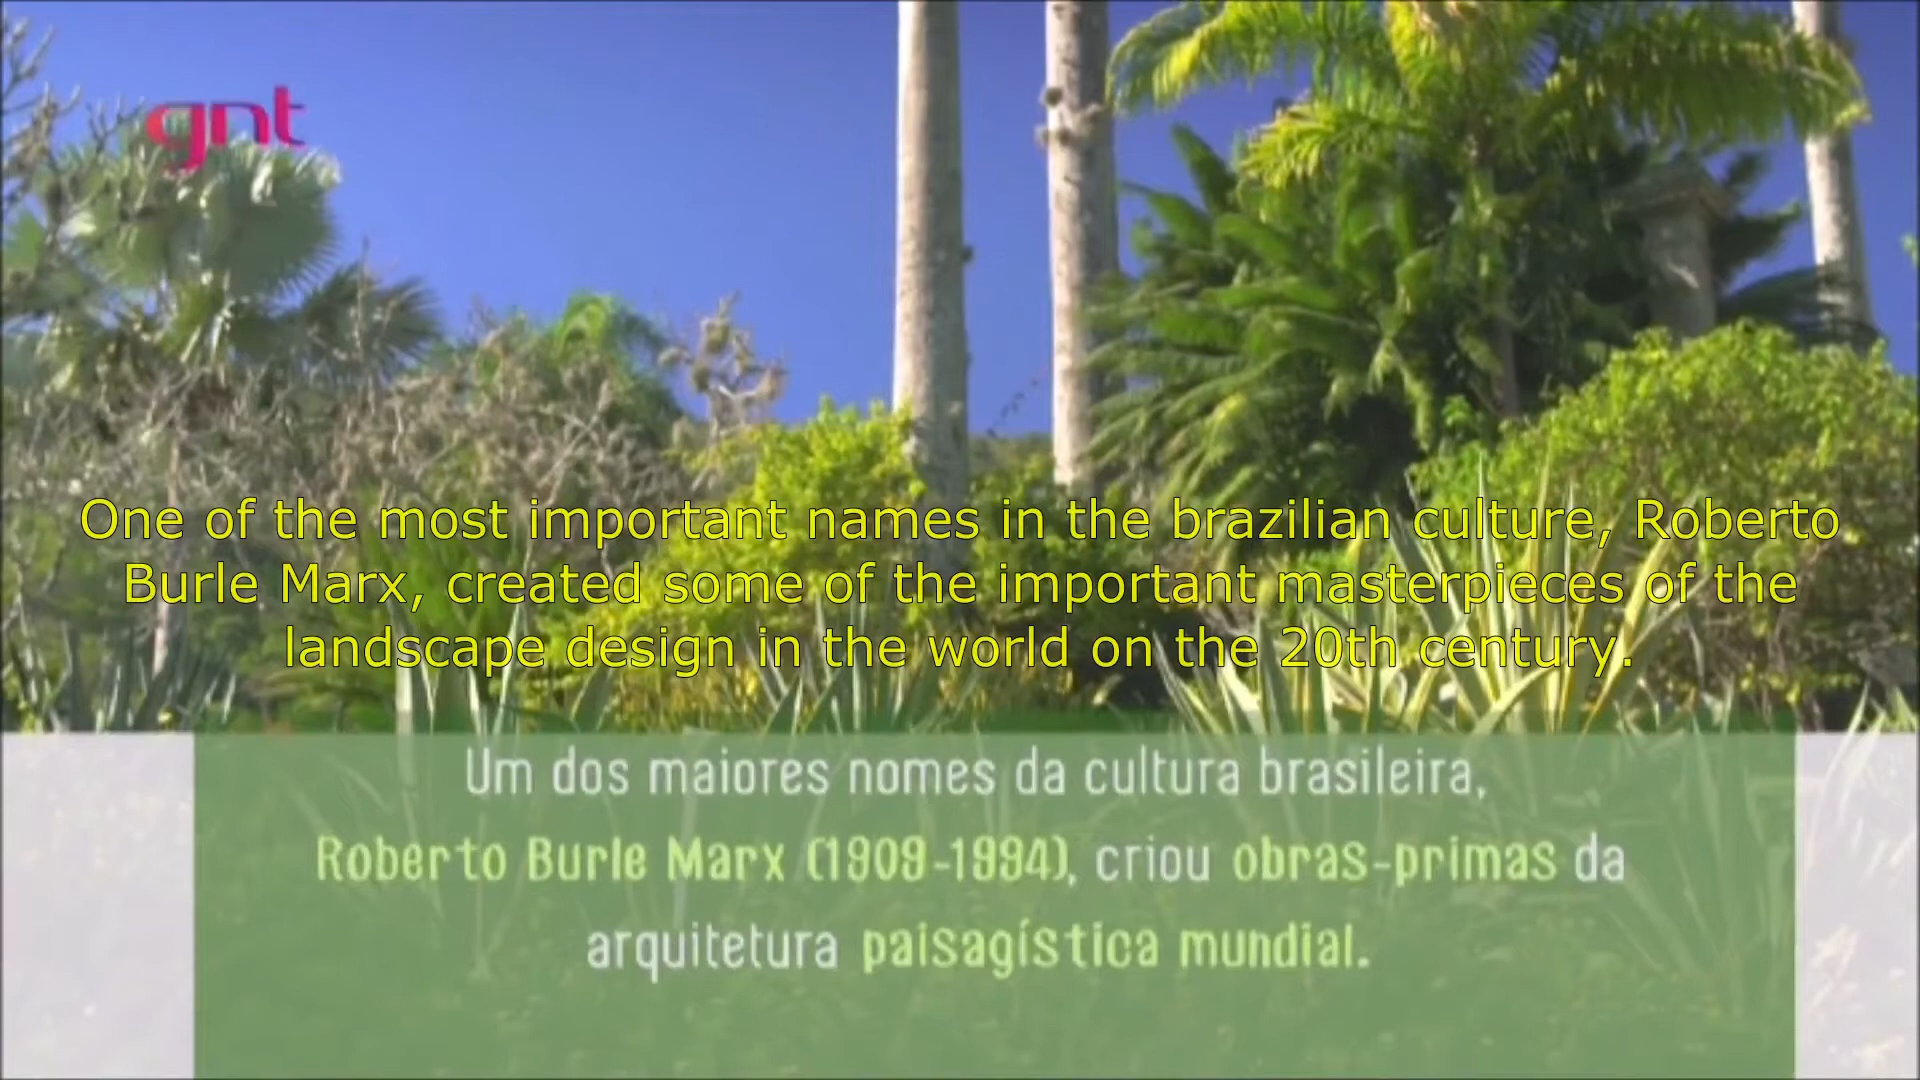 gnt
One of the most important names in the brazilian culture, Roberto
Burle Marx, created some of the important masterpieces of the
landscape design in the world on the 20th century.
Um dos maiores nomes da cultura brasileira,
Roberto Burle Marx (1909-1994), criou obras-primas da
arquitetura paisagística mundial.